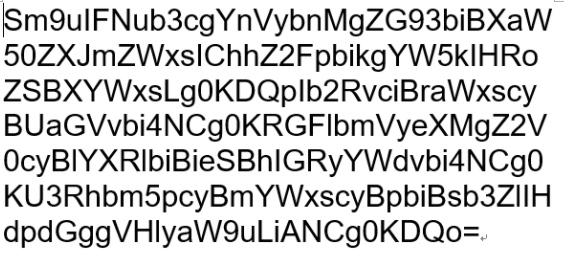 Sm9uIFNub3cgYnVybnMgZG93biBXaW
50ZXJmZWxsIChhZ2FpbikgYW5kIHRo
ZSBXYWxsLg0KDQpIb2RvciBraWxscy
BUaGVvbi4NCg0KRGFlbmVyeXMgZ2V
0cyBlYXRlbiBieSBhIGRyYWdvbi4NCg0
KU3Rhbm5pcyBmYWxscyBpbiBsb3ZlIH
dpdGggVHlyaW9uLiANCg0KDQo=